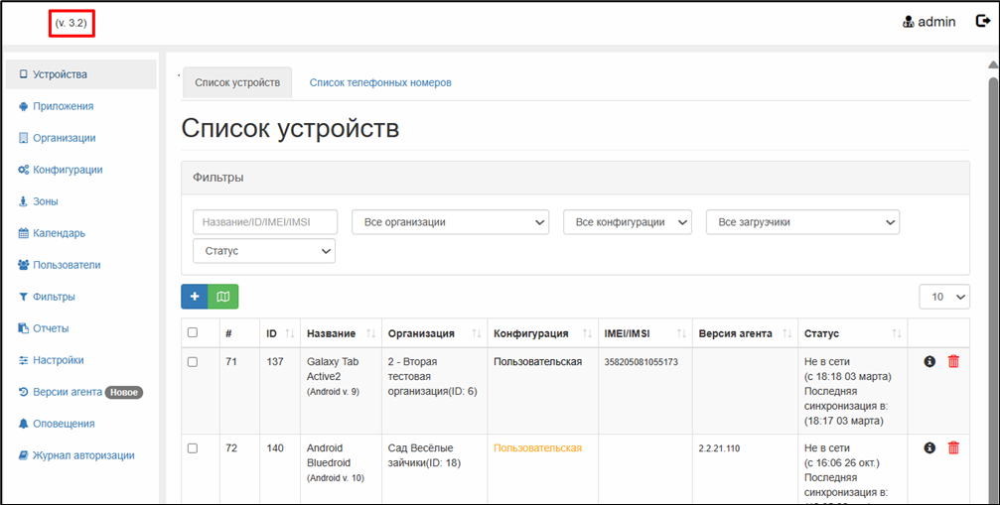 (v. 3.2)
admin
Устройства
Приложения
Организации
Конфигурации
Зоны
Календарь
Пользователи
Фильтры
Отчеты
Настройки
Версии агента Новое
Оповещения
Журнал авторизации
Список устройств
Список телефонных номеров
Список устройств
Фильтры
Название/ID/IMEI/IMSI
Все организации
Все конфигурации
Все загрузчики
Статус
+
10
# ID Название Организация Конфигурация IMEI/IMSI Версия агента Статус
71 137 Galaxy Tab 2 - Вторая Пользовательская 358205081055173 Не в сети
Active2 тестовая (с 18:18 03 марта)
(Android v. 9) организация(ID: 6) Последняя
синхронизация в:
(18:17 03 марта)
72 140 Android Сад Весёлые Пользовательская 2.2.21.110 Не в сети
Bluedroid зайчики(ID: 18) (с 16:06 26 окт.)
(Android v. 10) Последняя
синхронизация в: